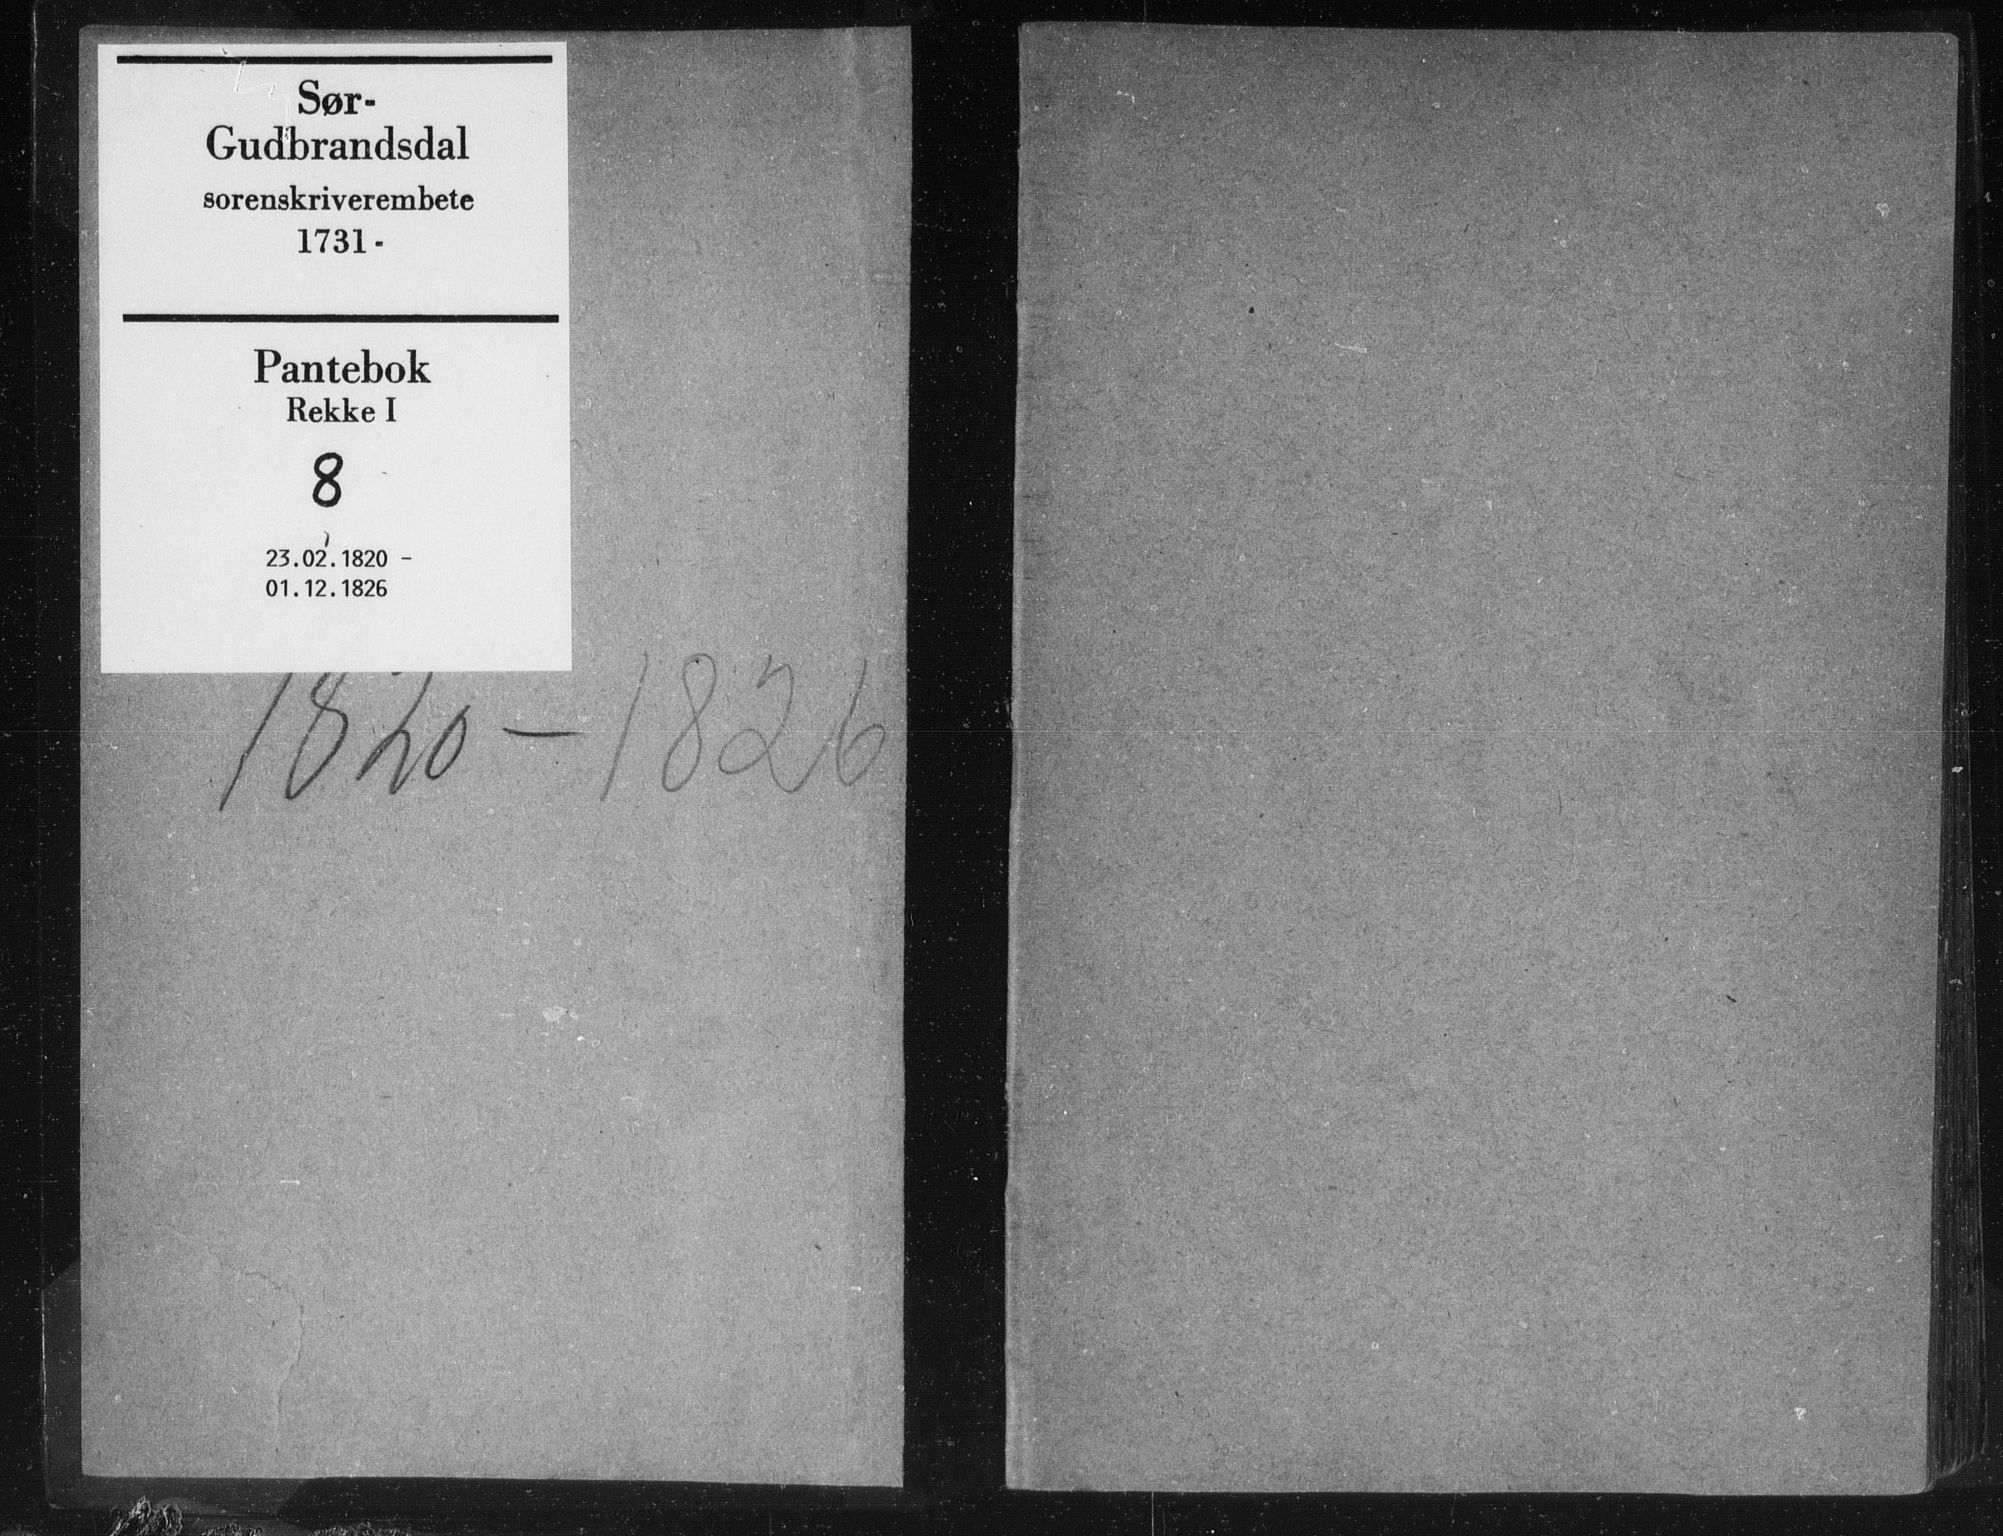 Sør-
Gudbrandsdal
sorenskriverembete
1731-
Pantebok
Rekke I
8
23.02.1820 –
01.12.1826
1820 – 1826